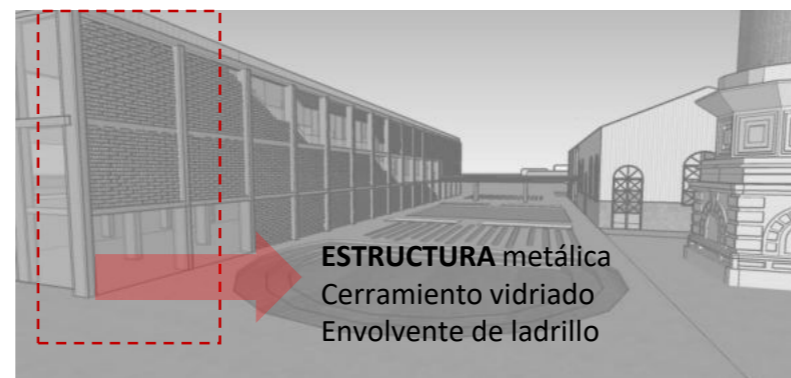 ESTRUCTURA metálica
Cerramiento vidriado
Envolvente de ladrillo